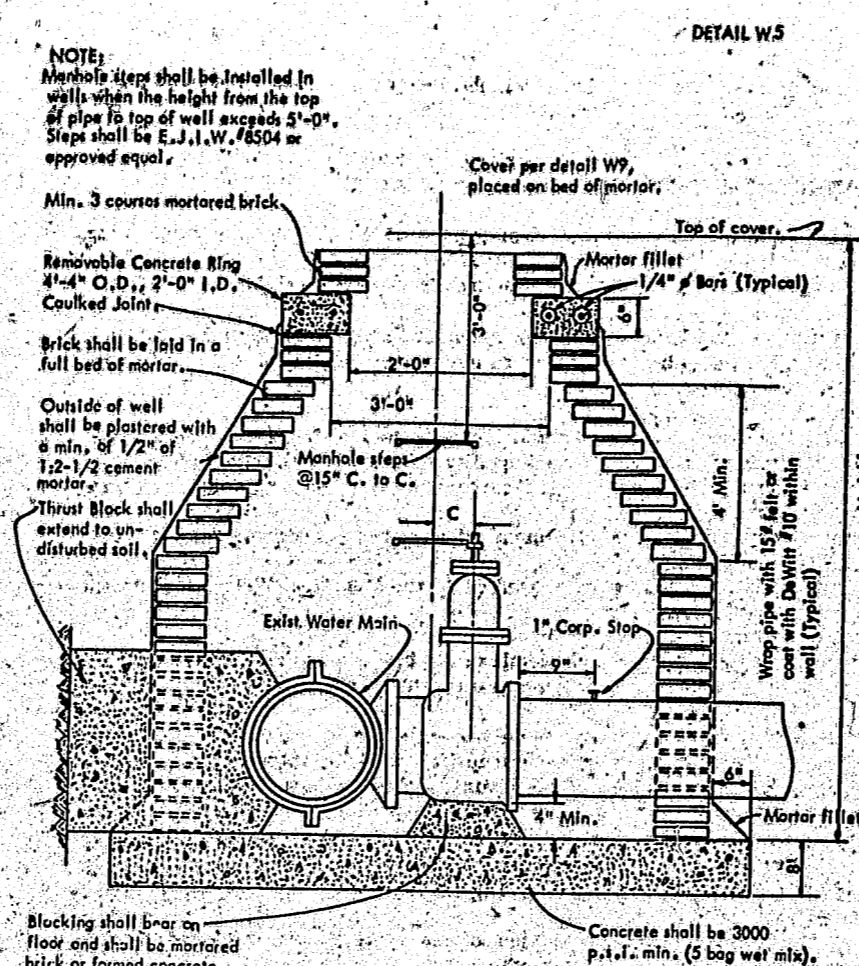 DETAIL W5
NOTE:
Manhole steps shall be installed in
wells when the height from the top
of pipe to top of well exceeds 5'-0".
Steps shall be E.J.I.W. #8504 or
approved equal.
Cover per detail W9,
placed on bed of mortar.
Min. 3 courses mortared brick
Top of cover.
Removable Concrete Ring
4'-4" O.D., 2'-0" I.D.
Caulked Joint.
Mortar fillet
1/4" ø Bars (Typical)
3'-0"
6"
Brick shall be laid in a
full bed of mortar.
2'-0"
3'-0"
Outside of well
shall be plastered with
a min. of 1/2" of
1:2-1/2 cement
mortar.
Manhole steps
@15" C. to C.
4' Min.
Thrust Block shall
extend to un-
disturbed soil.
C
Wrap pipe with 15# felt or
coat with DeWitt #10 within
wall (Typical)
Exist. Water Main
1" Corp. Stop
9"
6"
4" Min.
Mortar fillet
8"
Blocking shall bear on
floor and shall be mortared
brick or formed concrete
Concrete shall be 3000
p.s.i. min. (5 bag wet mix).